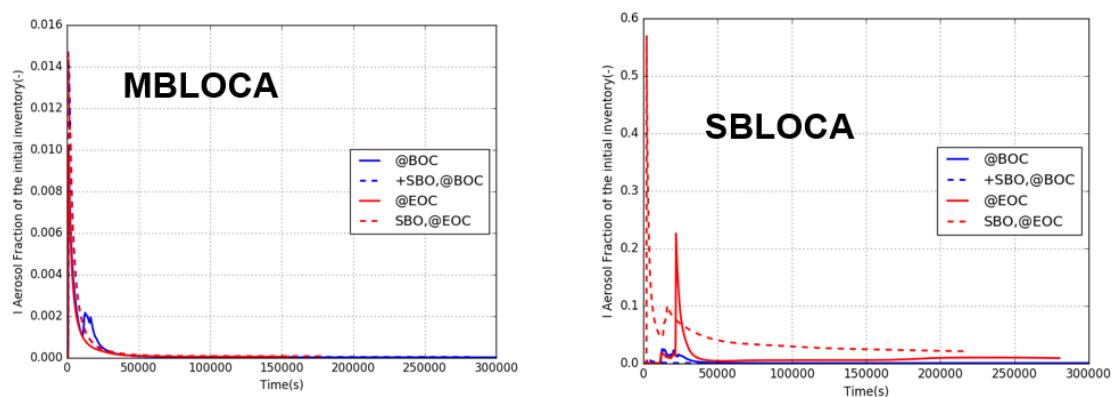 0.016
0.014
0.012
0.010
0.008
0.006
0.004
0.002
0.000
I Aerosol Fraction of the initial inventory(-)
MBLOCA
@BOC
+SBO,@BOC
@EOC
SBO,@EOC
0
50000
100000
150000
200000
250000
300000
Time(s)
0.6
0.5
0.4
0.3
0.2
0.1
0.0
I Aerosol Fraction of the initial inventory(-)
SBLOCA
@BOC
+SBO,@BOC
@EOC
SBO,@EOC
0
50000
100000
150000
200000
250000
300000
Time(s)